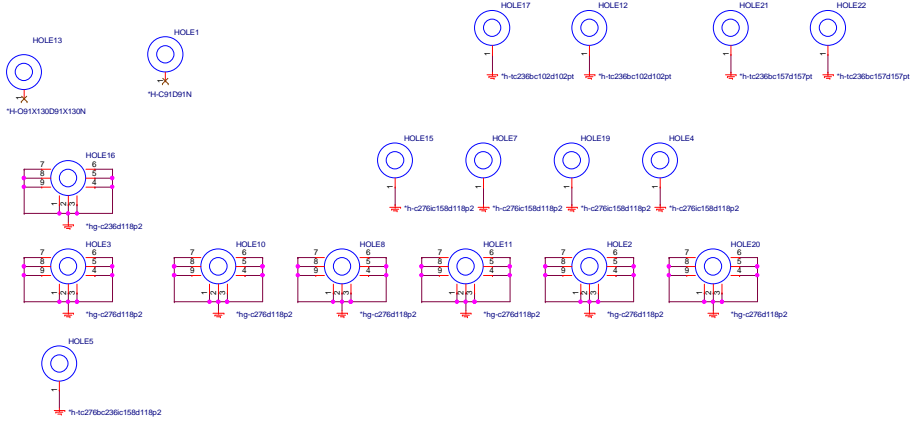 HOLE17 HOLE12 HOLE21 HOLE22
HOLE13 HOLE1
1 1 1 1
*h-tc236bc102d102pt *h-tc236bc102d102pt *h-tc236bc157d157pt *h-tc236bc157d157pt
1 1
*H-O91X130D91X130N *H-C91D91N
HOLE15 HOLE7 HOLE19 HOLE4
HOLE16
7 6
8 5
9 4
1 2 3
1 1 1 1
*h-c276ic158d118p2 *h-c276ic158d118p2 *h-c276ic158d118p2 *h-c276ic158d118p2
*hg-c236d118p2
HOLE3 HOLE10 HOLE8 HOLE11 HOLE2 HOLE20
7 6 7 6 7 6 7 6 7 6 7 6
8 5 8 5 8 5 8 5 8 5 8 5
9 4 9 4 9 4 9 4 9 4 9 4
1 2 3 1 2 3 1 2 3 1 2 3 1 2 3 1 2 3
*hg-c276d118p2 *hg-c276d118p2 *hg-c276d118p2 *hg-c276d118p2 *hg-c276d118p2 *hg-c276d118p2
HOLE5
1
*h-tc276bc236ic158d118p2